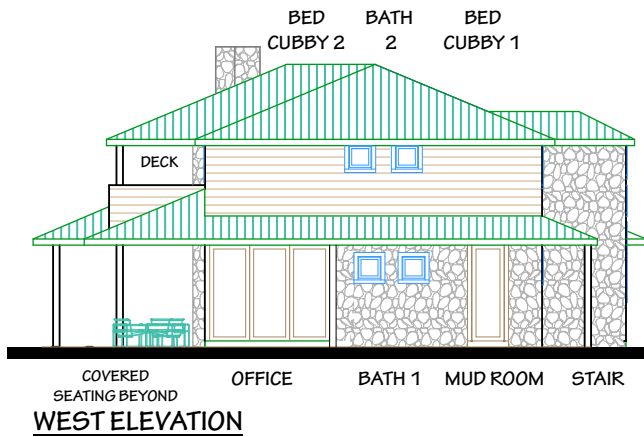 BED BATH BED
CUBBY 2 2 CUBBY 1
DECK
COVERED
SEATING BEYOND
OFFICE BATH 1 MUD ROOM STAIR
WEST ELEVATION